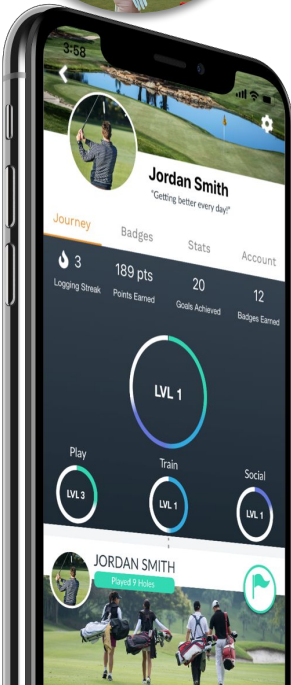 3:58
Jordan Smith
"Getting better every day!"
Journey
Badges
Stats
Account
3
189 pts
20
12
Logging Streak
Points Earned
Goals Achieved
Badges Earned
LVL 1
Play
Train
Social
LVL 3
LVL 1
LVL 1
JORDAN SMITH
Played 9 Holes